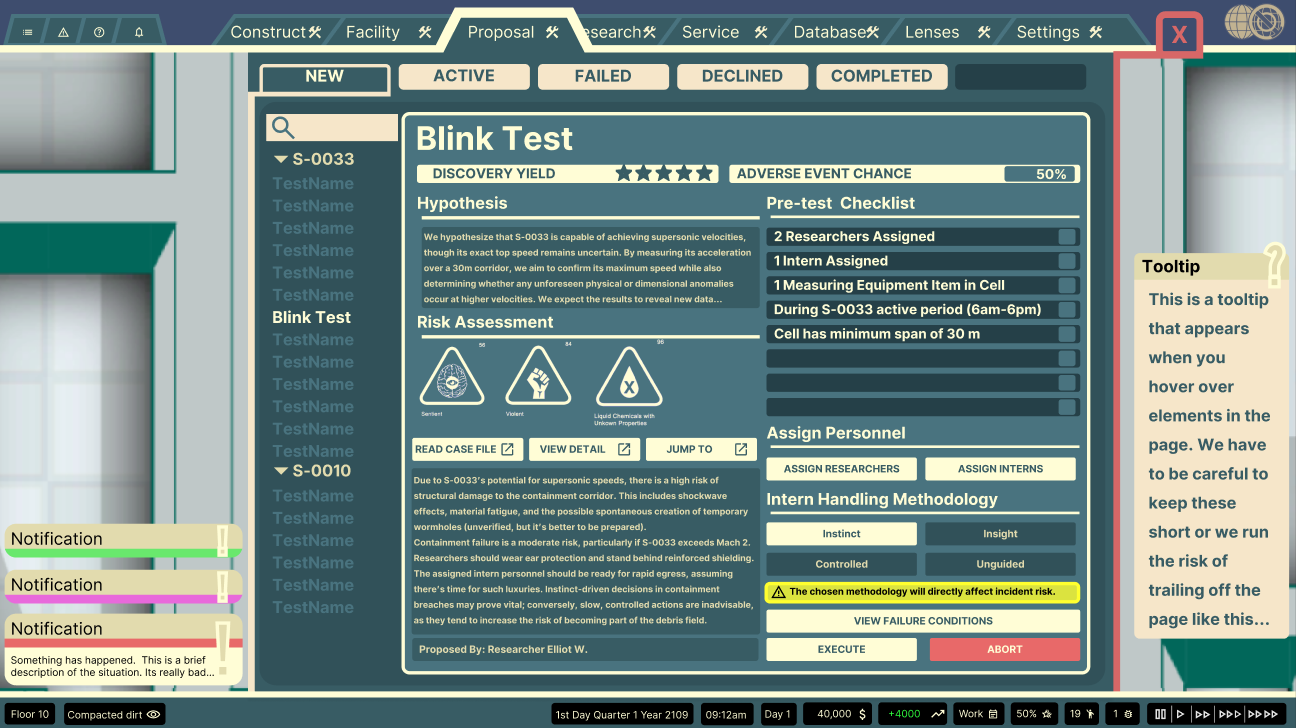 Construct
Facility
Proposal
esearch
Service
Database
Lenses
Settings
X
NEW
ACTIVE
FAILED
DECLINED
COMPLETED
S-0033
TestName
TestName
TestName
TestName
TestName
TestName
Blink Test
TestName
TestName
TestName
TestName
TestName
TestName
S-0010
TestName
TestName
TestName
TestName
TestName
TestName
Blink Test
DISCOVERY YIELD
ADVERSE EVENT CHANCE
50%
Hypothesis
We hypothesize that S-0033 is capable of achieving supersonic velocities,
though its exact top speed remains uncertain. By measuring its acceleration
over a 30m corridor, we aim to confirm its maximum speed while also
determining whether any unforeseen physical or dimensional anomalies
occur at higher velocities. We expect the results to reveal new data...
Risk Assessment
56
84
96
X
Sentient
Violent
Liquid Chemicals with
Unkown Properties
READ CASE FILE
VIEW DETAIL
JUMP TO
Due to S-0033's potential for supersonic speeds, there is a high risk of
structural damage to the containment corridor. This includes shockwave
effects, material fatigue, and the possible spontaneous creation of temporary
wormholes (unverified, but it's better to be prepared).
Containment failure is a moderate risk, particularly if S-0033 exceeds Mach 2.
Researchers should wear ear protection and stand behind reinforced shielding.
The assigned intern personnel should be ready for rapid egress, assuming
there's time for such luxuries. Instinct-driven decisions in containment
breaches may prove vital; conversely, slow, controlled actions are inadvisable,
as they tend to increase the risk of becoming part of the debris field.
Proposed By: Researcher Elliot W.
Pre-test Checklist
2 Researchers Assigned
1 Intern Assigned
1 Measuring Equipment Item in Cell
During S-0033 active period (6am-6pm)
Cell has minimum span of 30 m
Assign Personnel
ASSIGN RESEARCHERS
ASSIGN INTERNS
Intern Handling Methodology
Instinct
Insight
Controlled
Unguided
The chosen methodology will directly affect incident risk.
VIEW FAILURE CONDITIONS
EXECUTE
ABORT
Tooltip
?
This is a tooltip
that appears
when you
hover over
elements in the
page. We have
to be careful to
keep these
short or we run
the risk of
trailing off the
page like this...
Notification !
Notification !
Notification !
Something has happened. This is a brief
description of the situation. Its really bad...
Floor 10
Compacted dirt
1st Day Quarter 1 Year 2109
09:12am
Day 1
40,000 $
+4000
Work
50%
19
1